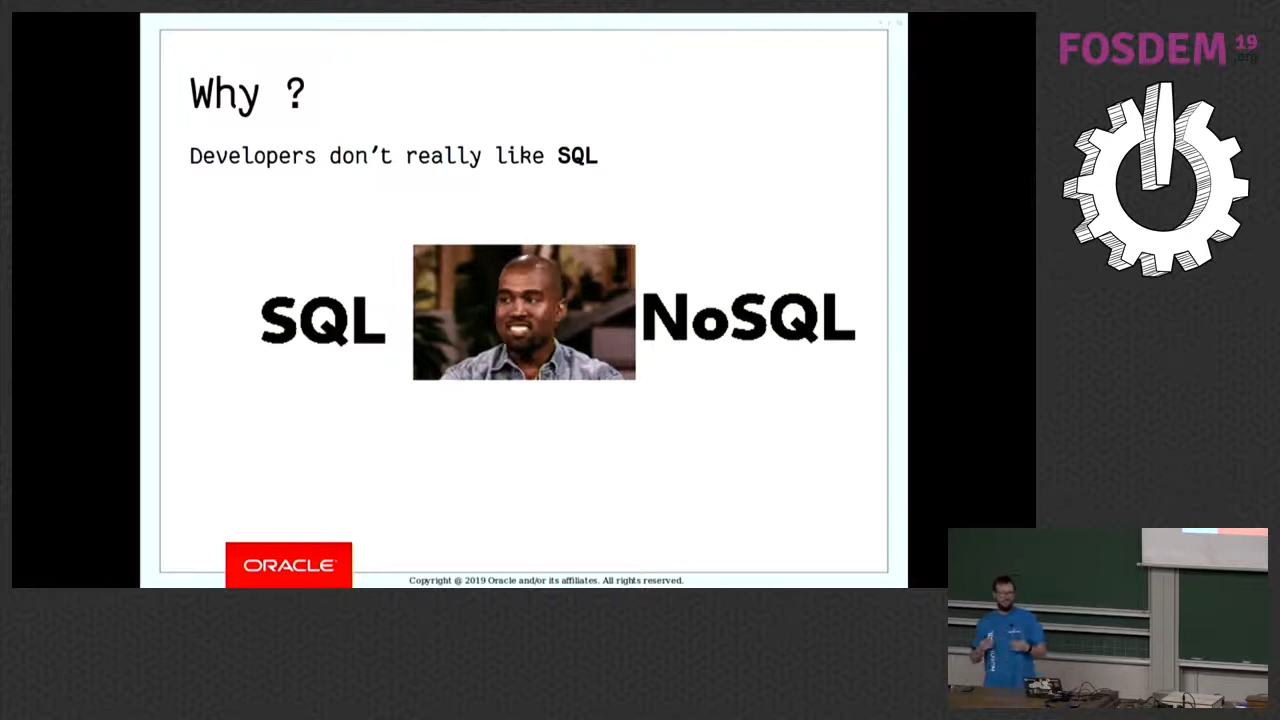 Why ?
Developers don't really like SQL
SQL
NoSQL
ORACLE
Copyright @ 2019 Oracle and/or its affiliates. All rights reserved.
FOSDEM 19
.org